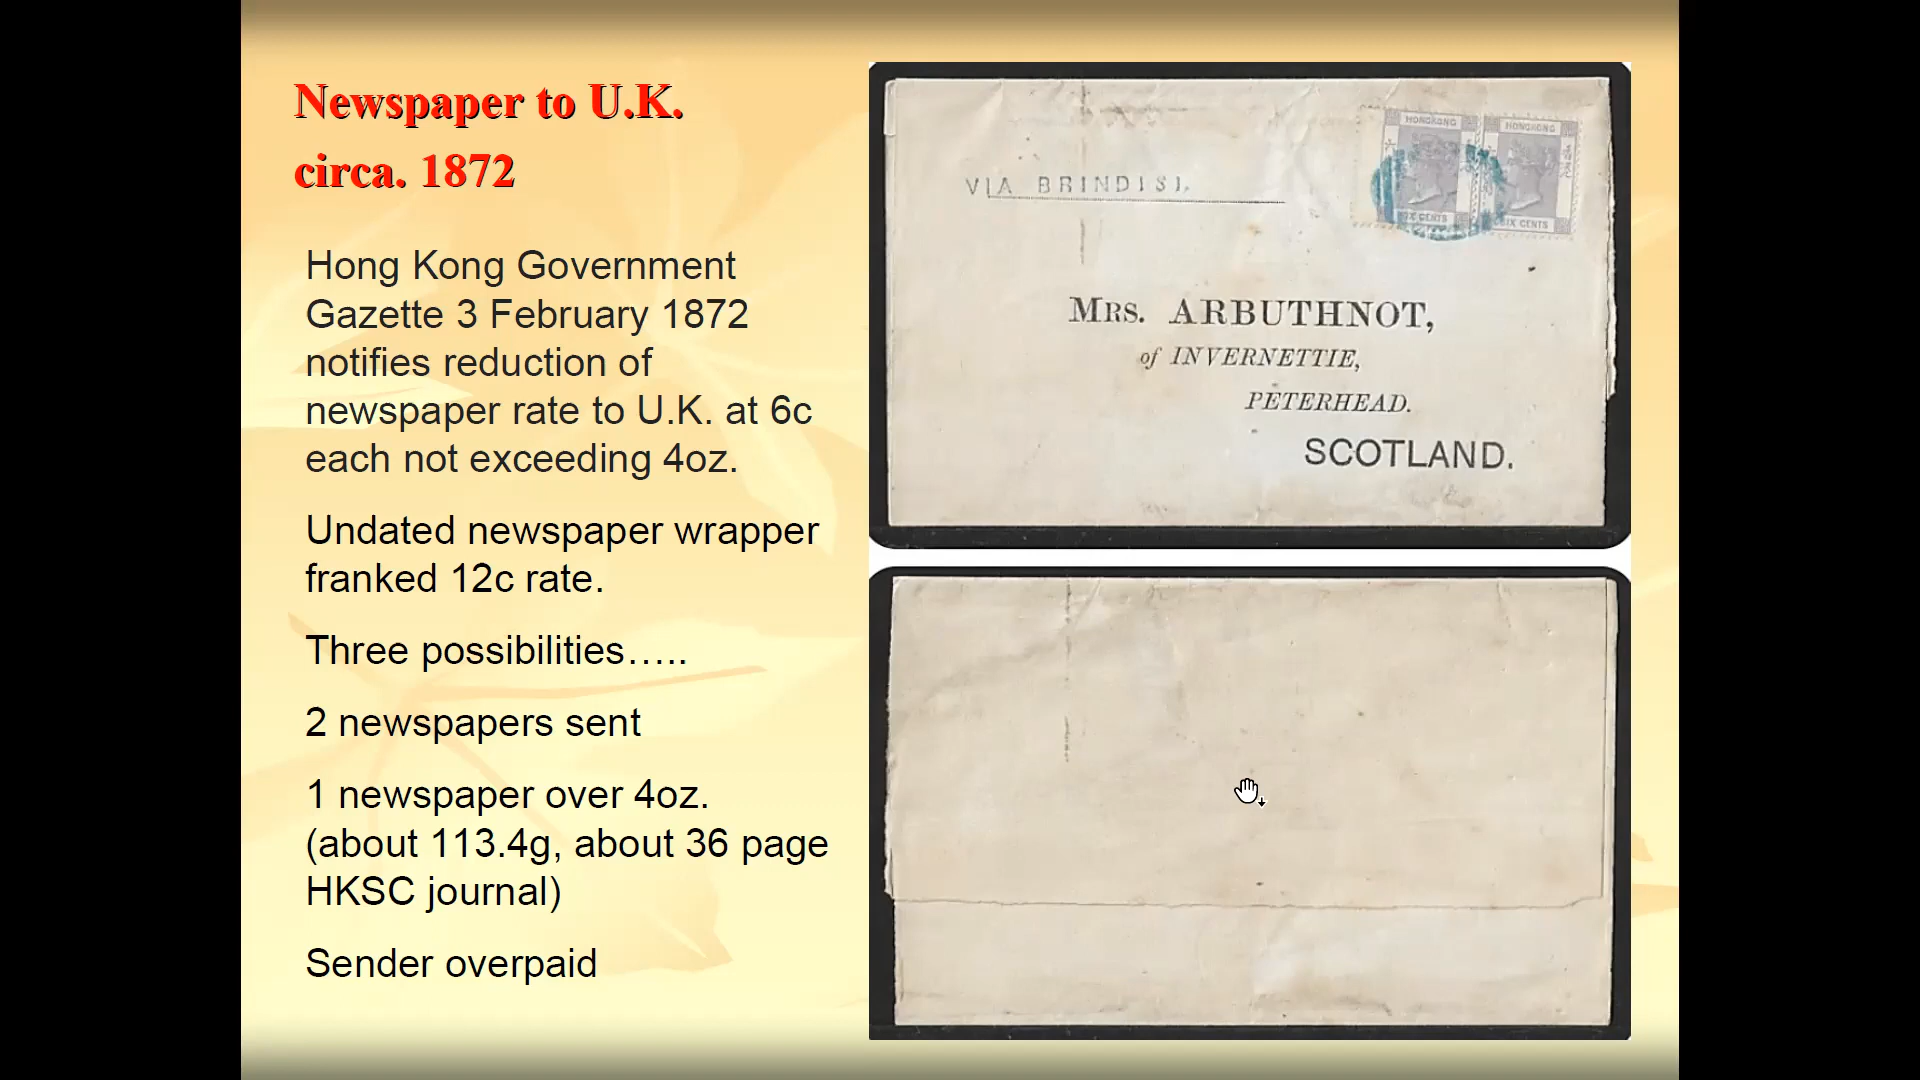 Newspaper to U.K.
circa. 1872
Hong Kong Government
Gazette 3 February 1872
notifies reduction of
newspaper rate to U.K. at 6c
each not exceeding 4oz.
Undated newspaper wrapper
franked 12c rate.
Three possibilities…..
2 newspapers sent
1 newspaper over 4oz.
(about 113.4g, about 36 page
HKSC journal)
Sender overpaid
HONGKONG HONGKONG
SIX CENTS SIX CENTS
VIA BRINDISI.
MRS. ARBUTHNOT,
of INVERNETTIE,
PETERHEAD.
SCOTLAND.